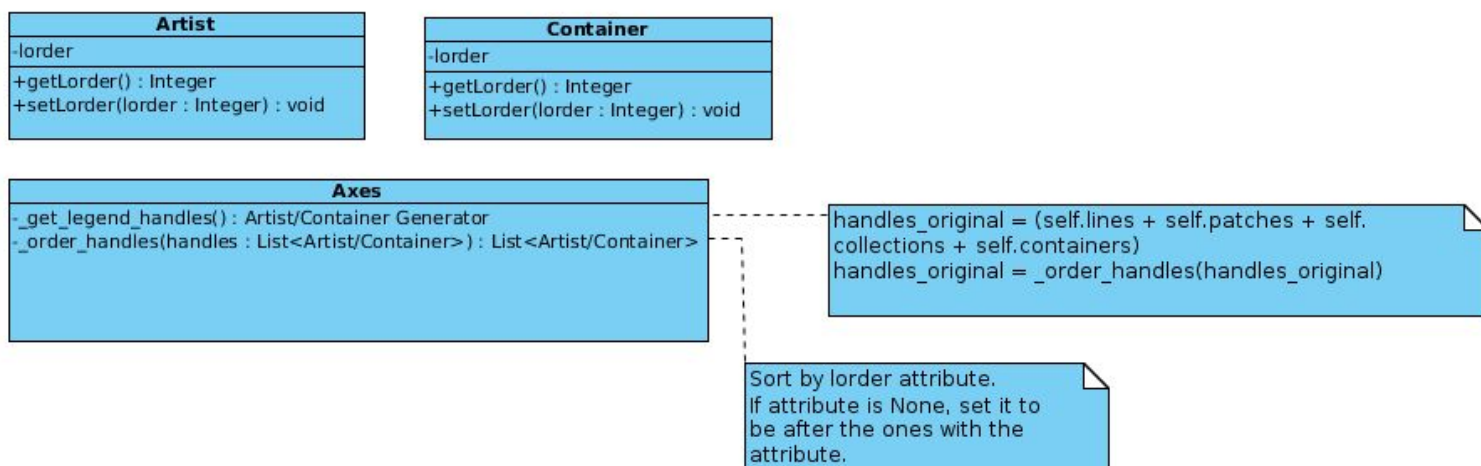 Artist
-lorder
+getLorder() : Integer
+setLorder(lorder : Integer) : void
Container
-lorder
+getLorder() : Integer
+setLorder(lorder : Integer) : void
Axes
-_get_legend_handles() : Artist/Container Generator
-_order_handles(handles : List<Artist/Container>) : List<Artist/Container>
handles_original = (self.lines + self.patches + self.
collections + self.containers)
handles_original = _order_handles(handles_original)
Sort by lorder attribute.
If attribute is None, set it to
be after the ones with the
attribute.